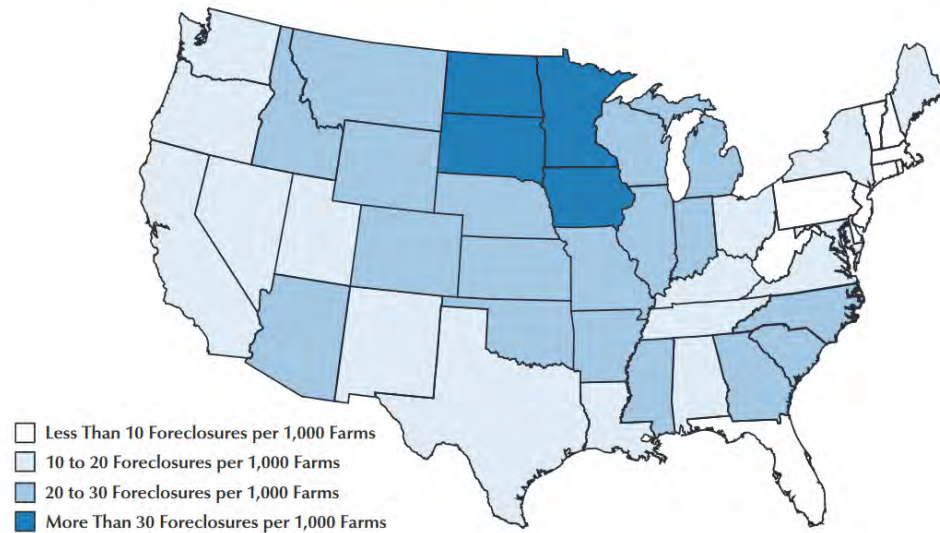 Less Than 10 Foreclosures per 1,000 Farms
10 to 20 Foreclosures per 1,000 Farms
20 to 30 Foreclosures per 1,000 Farms
More Than 30 Foreclosures per 1,000 Farms